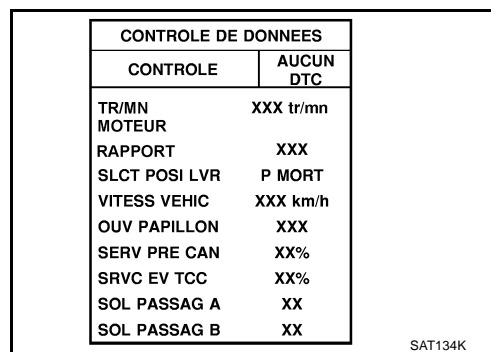 CONTROLE DE DONNEES
CONTROLE AUCUN DTC
TR/MN MOTEUR XXX tr/mn
RAPPORT XXX
SLCT POSI LVR P MORT
VITESS VEHIC XXX km/h
OUV PAPILLON XXX
SERV PRE CAN XX%
SRVC EV TCC XX%
SOL PASSAG A XX
SOL PASSAG B XX
SAT134K